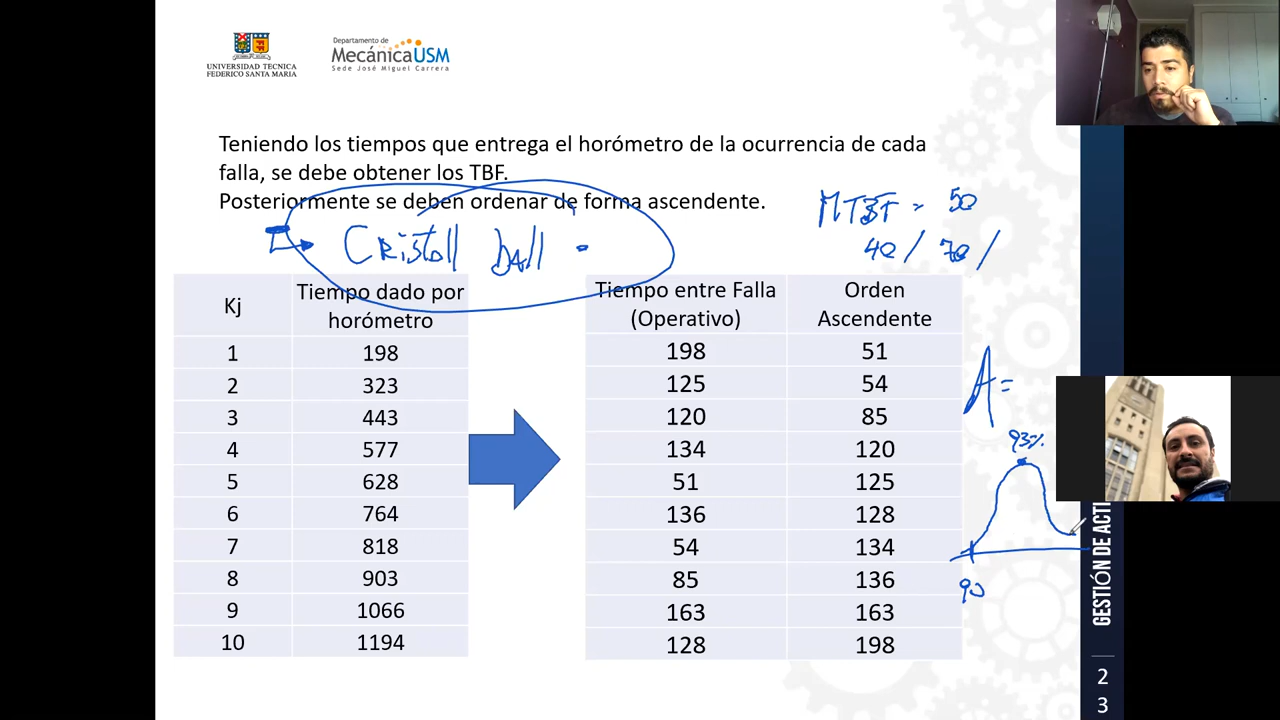 UNIVERSIDAD TECNICA
FEDERICO SANTA MARIA
Departamento de
MecánicaUSM
Sede José Miguel Carrera
Teniendo los tiempos que entrega el horómetro de la ocurrencia de cada
falla, se debe obtener los TBF.
Posteriormente se deben ordenar de forma ascendente.
MTBF = 50
40 / 70 /
Cristall ball
Kj Tiempo dado por horómetro
1 198
2 323
3 443
4 577
5 628
6 764
7 818
8 903
9 1066
10 1194
Tiempo entre Falla (Operativo) Orden Ascendente
198 51
125 54
120 85
134 120
51 125
136 128
54 134
85 136
163 163
128 198
A =
93%
90
GESTIÓN DE ACTI
2
3